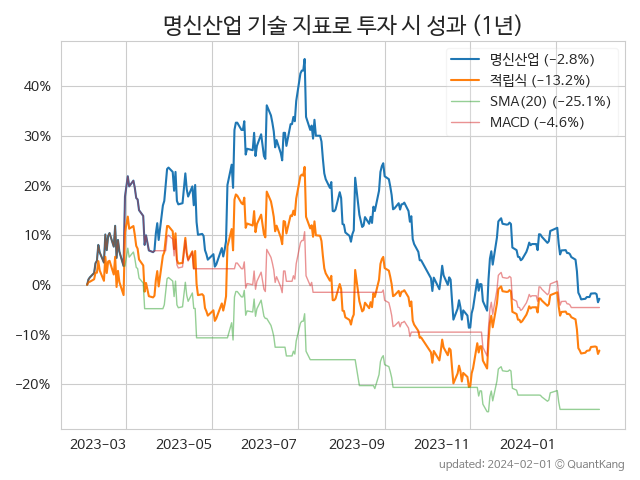 명신산업 기술 지표로 투자 시 성과 (1년)
명신산업 (−2.8%)
적립식 (−13.2%)
SMA(20) (−25.1%)
MACD (−4.6%)
40%
30%
20%
10%
0%
−10%
−20%
2023-03 2023-05 2023-07 2023-09 2023-11 2024-01
updated: 2024-02-01 © QuantKang